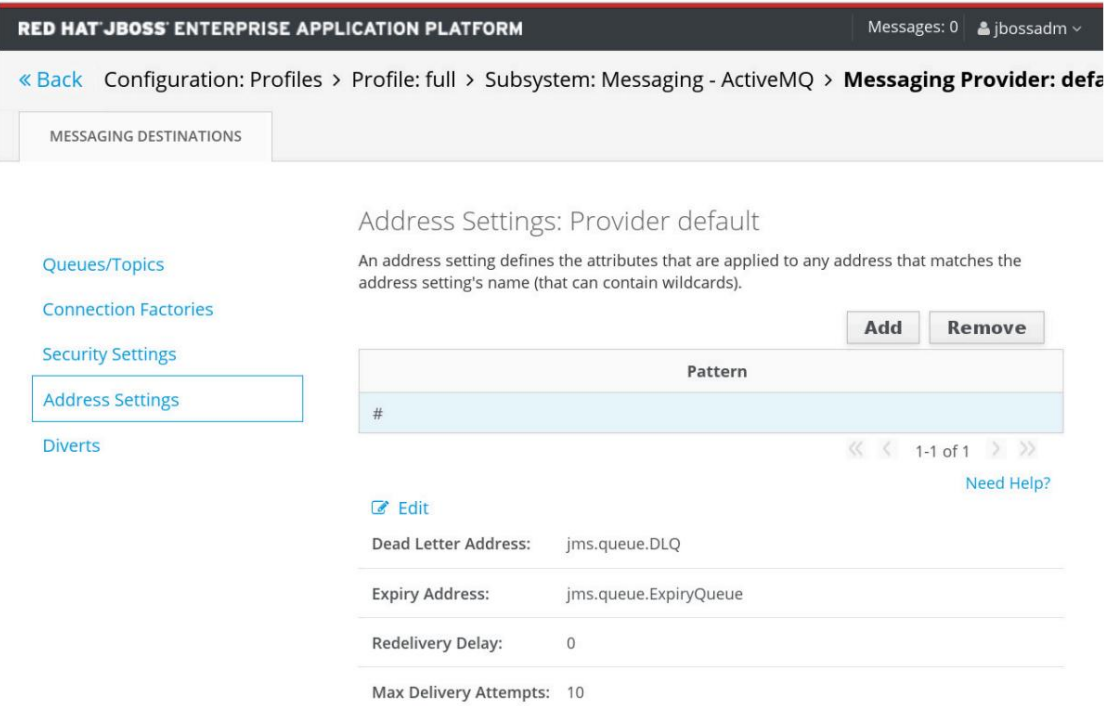 RED HAT® JBOSS® ENTERPRISE APPLICATION PLATFORM
Messages: 0 jbossadm
« Back Configuration: Profiles > Profile: full > Subsystem: Messaging - ActiveMQ > Messaging Provider: defa
MESSAGING DESTINATIONS
Address Settings: Provider default
An address setting defines the attributes that are applied to any address that matches the
address setting's name (that can contain wildcards).
Queues/Topics
Connection Factories
Security Settings
Address Settings
Diverts
Add Remove
Pattern
#
« < 1-1 of 1 > »
Need Help?
Edit
Dead Letter Address: jms.queue.DLQ
Expiry Address: jms.queue.ExpiryQueue
Redelivery Delay: 0
Max Delivery Attempts: 10